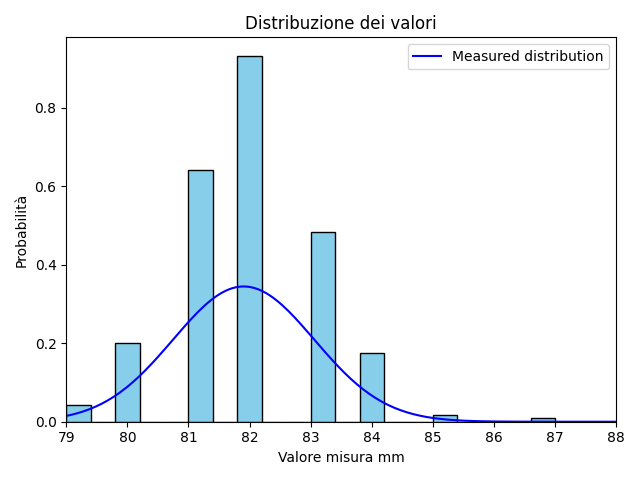 Distribuzione dei valori
Measured distribution
Probabilità
0.8
0.6
0.4
0.2
0.0
79 80 81 82 83 84 85 86 87 88
Valore misura mm